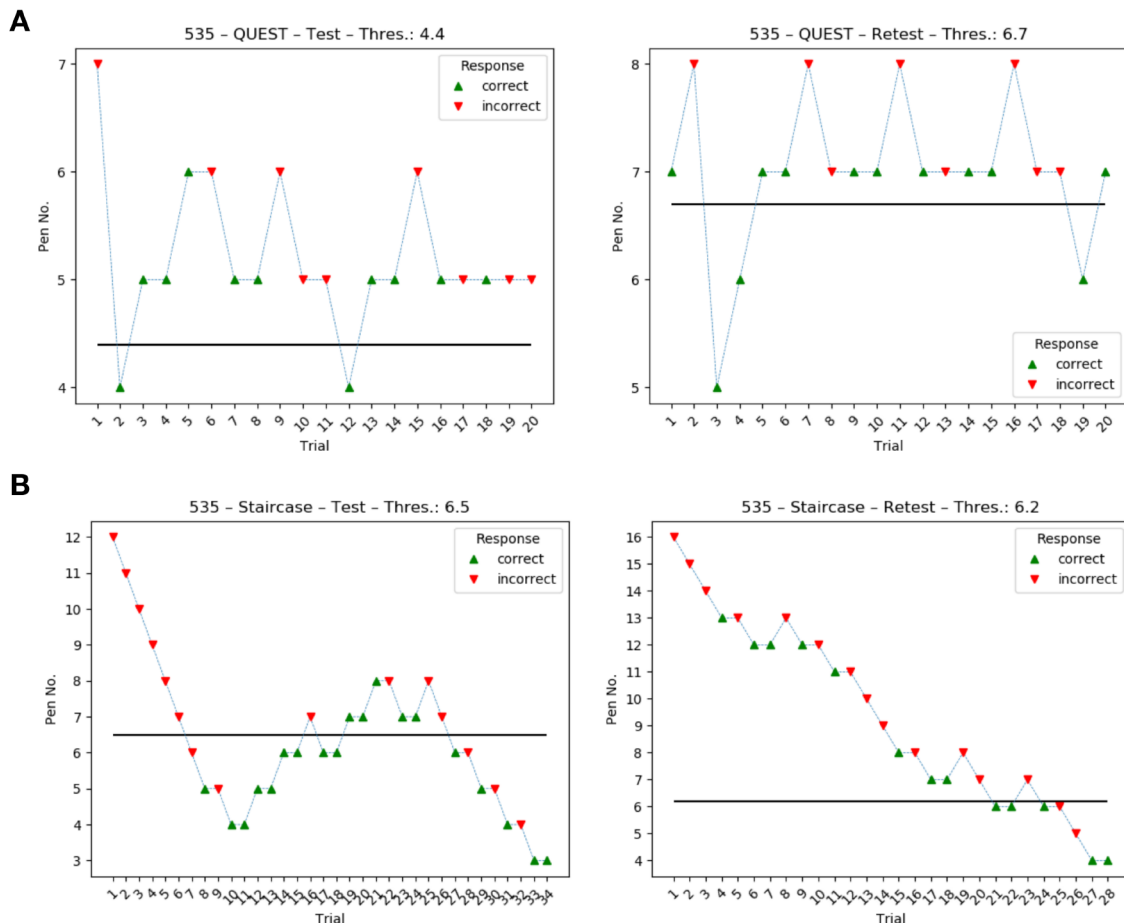 A
535 – QUEST – Test – Thres.: 4.4
7
6
5
4
Pen No.
Response
correct
incorrect
1 2 3 4 5 6 7 8 9 10 11 12 13 14 15 16 17 18 19 20
Trial
535 – QUEST – Retest – Thres.: 6.7
8
7
6
5
Pen No.
Response
correct
incorrect
1 2 3 4 5 6 7 8 9 10 11 12 13 14 15 16 17 18 19 20
Trial
B
535 – Staircase – Test – Thres.: 6.5
12
11
10
9
8
7
6
5
4
3
Pen No.
Response
correct
incorrect
1 2 3 4 5 6 7 8 9 10 11 12 13 14 15 16 17 18 19 20 21 22 23 24 25 26 27 28 29 30 31 32 33 34
Trial
535 – Staircase – Retest – Thres.: 6.2
16
15
14
13
12
11
10
9
8
7
6
5
4
Pen No.
Response
correct
incorrect
1 2 3 4 5 6 7 8 9 10 11 12 13 14 15 16 17 18 19 20 21 22 23 24 25 26 27 28
Trial